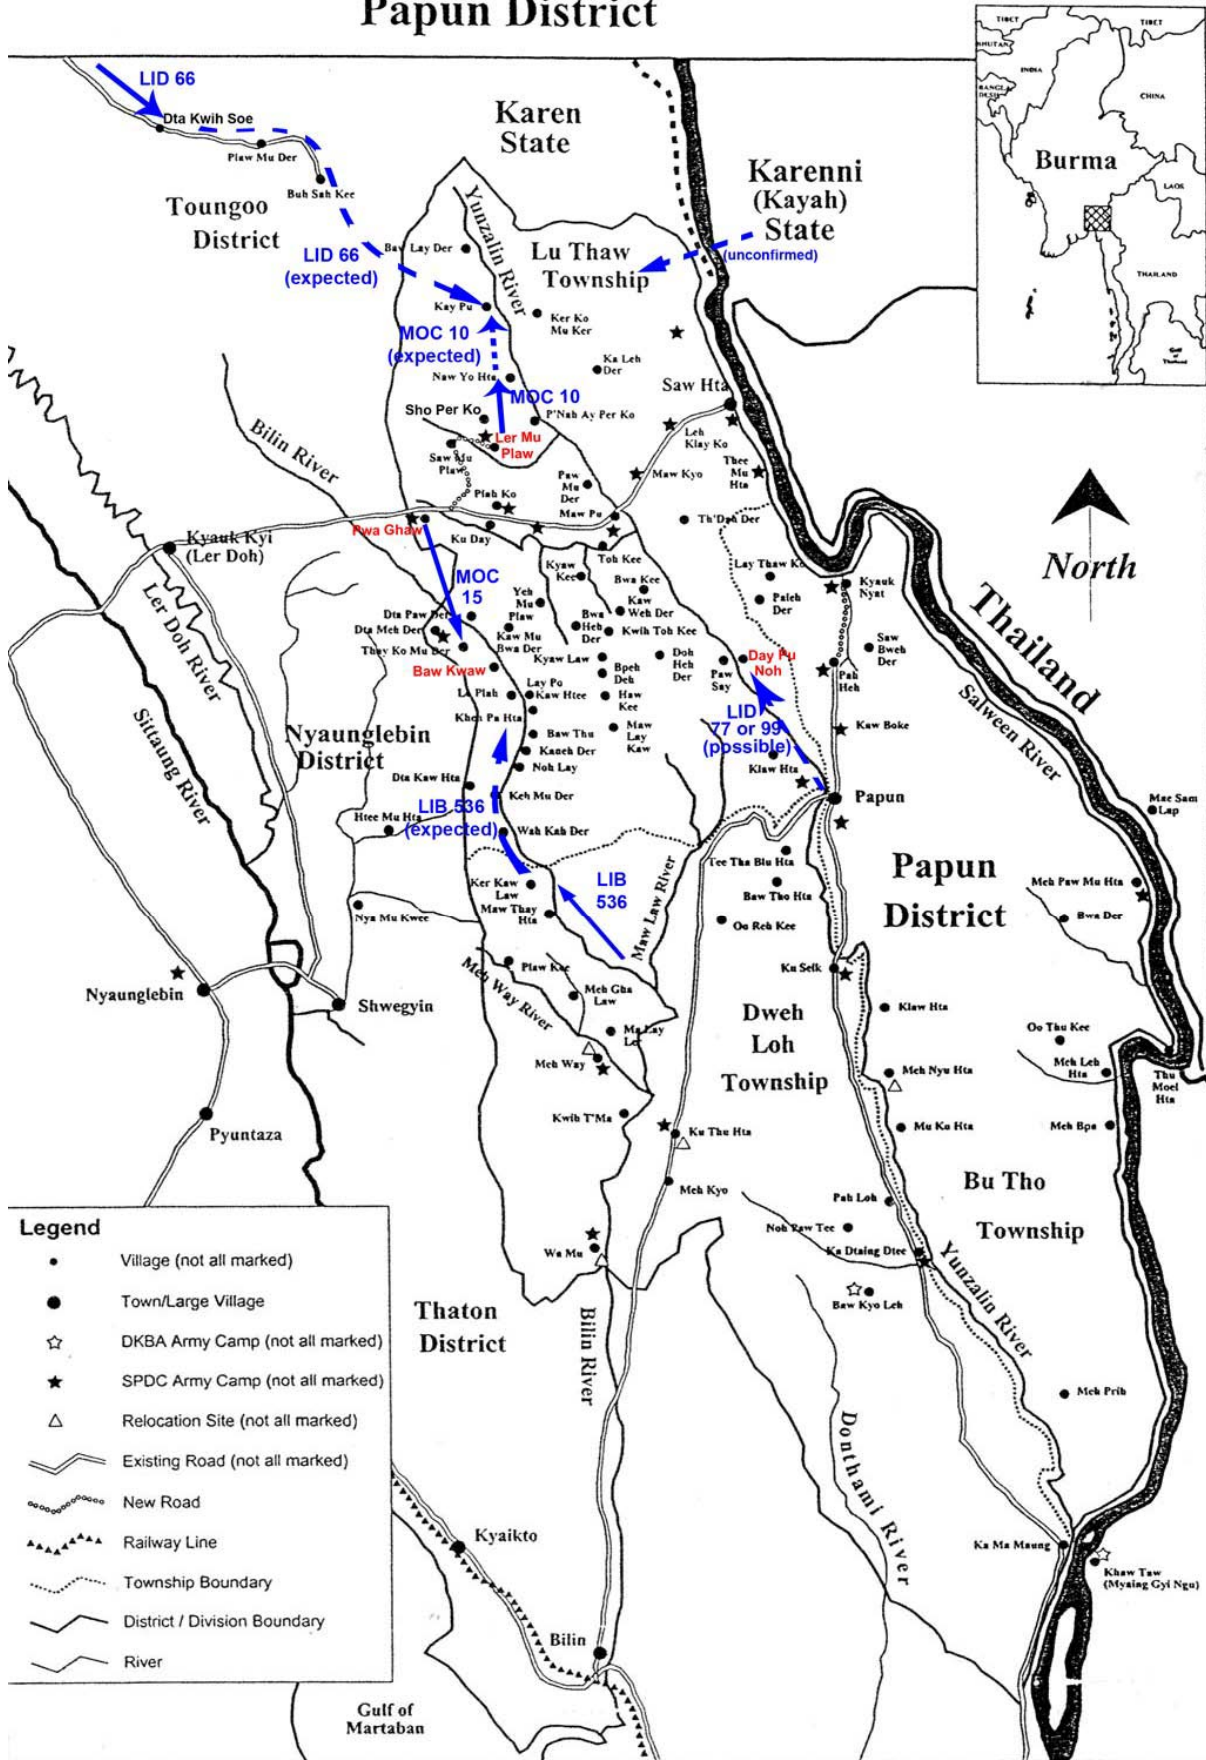 Papun District
TIBET
TIBET
BHUTAN
INDIA
CHINA
Burma
LAOS
THAILAND
Gulf
of
Thailand
LID 66
Dta Kwih Soe
Plaw Mu Der
Buh Sah Kee
Toungoo
District
LID 66
(expected)
Karen
State
Karenni
(Kayah)
State
(unconfirmed)
Yunzalin River
Bay Lay Der
Lu Thaw
Township
Kay Pu
Ker Ko
Mu Ker
MOC 10
(expected)
Ka Leh
Der
Naw Yo Hta
MOC 10
Saw Hta
Sho Per Ko
P'Nah Ay Per Ko
Ler Mu
Plaw
Leh
Klay Ko
Bilin River
Saw Mu
Plaw
Paw
Mu
Der
Maw Kyo
Thee
Mu
Hta
Plah Ko
Maw Pu
Th'Dah Der
Pwa Ghaw
Ku Day
Kyauk Kyi
(Ler Doh)
Toh Kee
North
Ler Doh River
MOC
15
Kyaw
Kee
Bwa Kee
Lay Thaw Ko
Kyauk
Nyat
Yeh
Mu
Plaw
Kaw
Weh Der
Paleh
Der
Thailand
Dta Paw Der
Dta Meh Der
Thay Ko Mu Der
Kaw Mu
Bwa Der
Bwa
Heh
Der
Kwih Toh Kee
Saw
Bweh
Der
Baw Kwaw
Kyaw Law
Bpeh
Deh
Doh
Heh
Der
Day Pu
Noh
Paw
Say
Pah
Heh
Le Plah
Lay Po
Kaw Htee
Haw
Kee
Kheh Pa Hta
Salween River
Sittaung River
Nyaunglebin
District
Baw Thu
Maw
Lay
Kaw
LID
77 or 99
(possible)
Kaw Boke
Kaneh Der
Noh Lay
Klaw Hta
Dta Kaw Hta
Keh Mu Der
Papun
Mae Sam
Lap
LIB 536
(expected)
Htee Mu Hta
Wah Kah Der
Tee Tha Blu Hta
Papun
District
Ker Kaw
Law
LIB
536
Maw Law River
Baw Tho Hta
Meh Paw Mu Hta
Nya Mu Kwee
Maw Thay
Hta
Oo Reh Kee
Bwa Der
Plaw Kee
Ku Seik
Meh Way River
Nyaunglebin
Shwegyin
Meh Gha
Law
Dweh
Loh
Township
Klaw Hta
Ma Lay
Ler
Oo Thu Kee
Meh Way
Meh Nyu Hta
Meh Leh
Hta
Thu
Moel
Hta
Pyuntaza
Kwih T'Ma
Ku Thu Hta
Mu Ku Hta
Meh Bpa
Meh Kyo
Bu Tho
Township
Pah Loh
Noh Paw Tee
Wa Mu
Ka Dtaing Dtee
Yunzalin River
Baw Kyo Leh
Thaton
District
Bilin River
Meh Prih
Donthami River
Legend
Village (not all marked)
Town/Large Village
DKBA Army Camp (not all marked)
SPDC Army Camp (not all marked)
Relocation Site (not all marked)
Existing Road (not all marked)
New Road
Railway Line
Township Boundary
District / Division Boundary
River
Kyaikto
Ka Ma Maung
Khaw Taw
(Myaing Gyi Ngu)
Bilin
Gulf of
Martaban